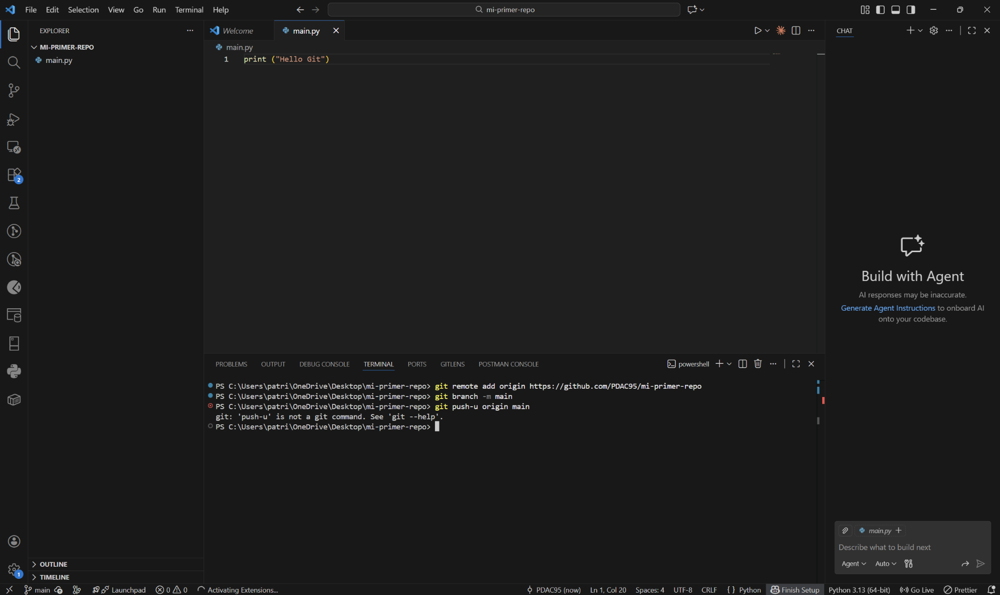 File Edit Selection View Go Run Terminal Help
mi-primer-repo
EXPLORER
MI-PRIMER-REPO
main.py
2
1
OUTLINE
TIMELINE
Welcome
main.py
main.py
1 print ("Hello Git")
PROBLEMS OUTPUT DEBUG CONSOLE TERMINAL PORTS GITLENS POSTMAN CONSOLE
powershell
PS C:\Users\patri\OneDrive\Desktop\mi-primer-repo> git remote add origin https://github.com/PDAC95/mi-primer-repo
PS C:\Users\patri\OneDrive\Desktop\mi-primer-repo> git branch -m main
PS C:\Users\patri\OneDrive\Desktop\mi-primer-repo> git push-u origin main
git: 'push-u' is not a git command. See 'git --help'.
PS C:\Users\patri\OneDrive\Desktop\mi-primer-repo>
CHAT
Build with Agent
AI responses may be inaccurate.
Generate Agent Instructions to onboard AI
onto your codebase.
main.py
Describe what to build next
Agent Auto
main Launchpad 0 0 Activating Extensions... PDAC95 (now) Ln 1, Col 20 Spaces: 4 UTF-8 CRLF { } Python Finish Setup Python 3.13 (64-bit) Go Live Prettier